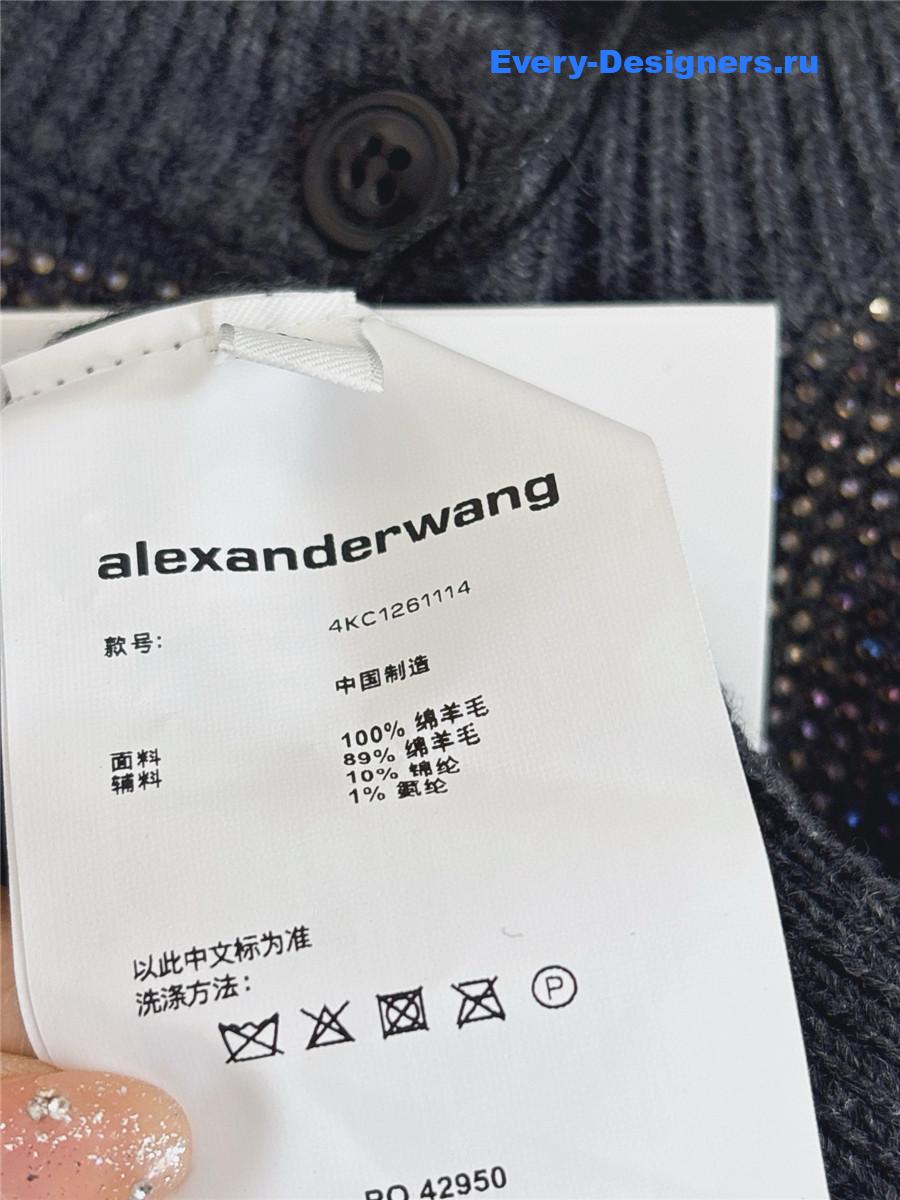 Every-Designers.ru
alexanderwang
款号: 4KC1261114
中国制造
面料 100% 绵羊毛
辅料 89% 绵羊毛
10% 锦纶
1% 氨纶
以此中文标为准
洗涤方法:
P
PO 42950